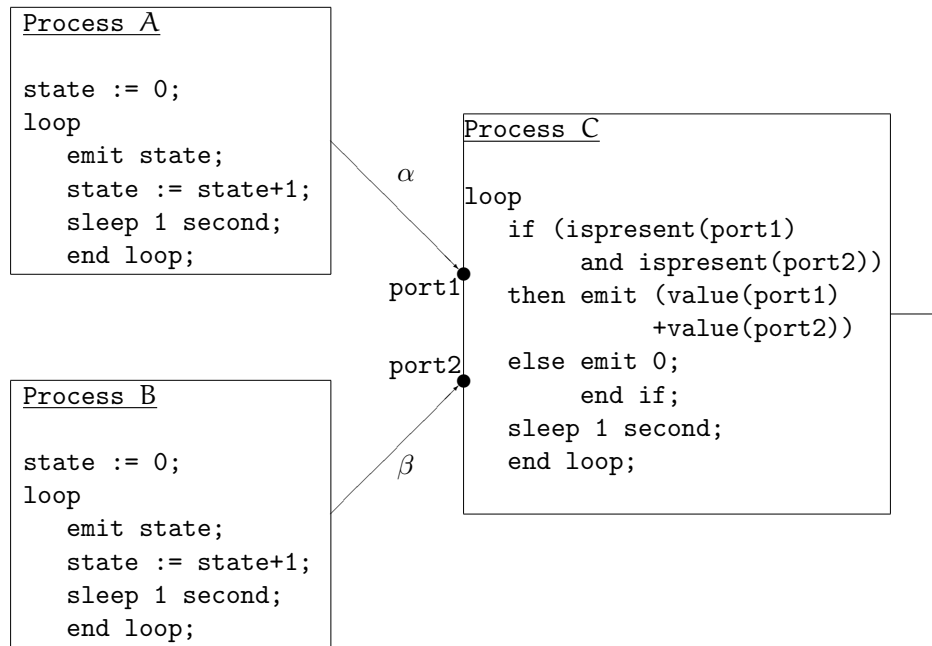 Process A
state := 0;
loop
emit state;
state := state+1;
sleep 1 second;
end loop;
α
port1
port2
β
Process B
state := 0;
loop
emit state;
state := state+1;
sleep 1 second;
end loop;
Process C
loop
if (ispresent(port1)
and ispresent(port2))
then emit (value(port1)
+value(port2))
else emit 0;
end if;
sleep 1 second;
end loop;